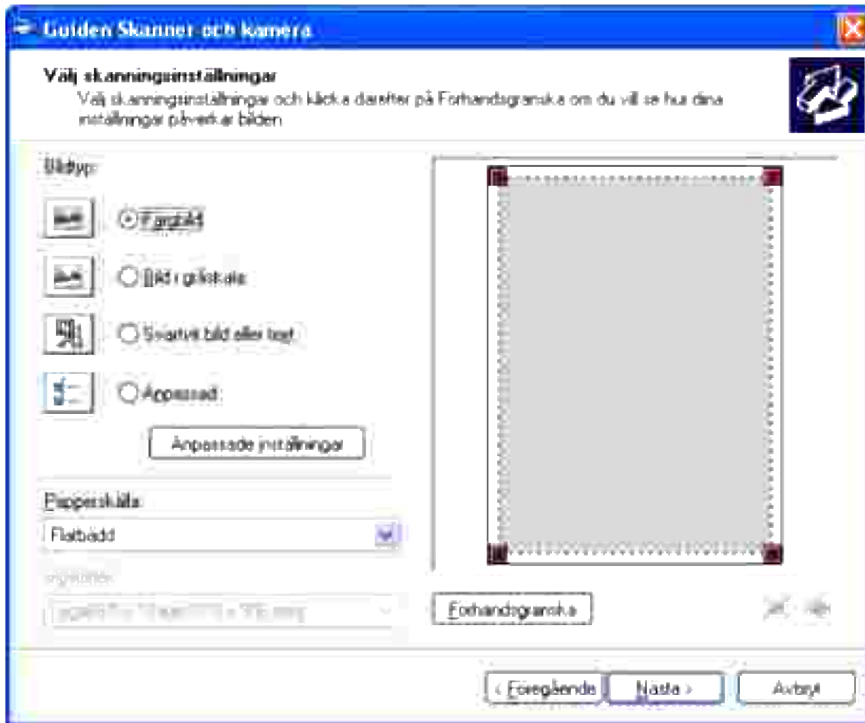 Guiden Skanner och kamera
Välj skanningsinställningar
Välj skanningsinställningar och klicka därefter på Förhandsgranska om du vill se hur dina
inställningar påverkar bilden
Bildtyp:
Färgbild
Bild i gråskala
Svartvit bild eller text
Anpassad
Anpassade inställningar
Papperskälla:
Flatbädd
Förhandsgranska
< Föregående
Nästa >
Avbryt